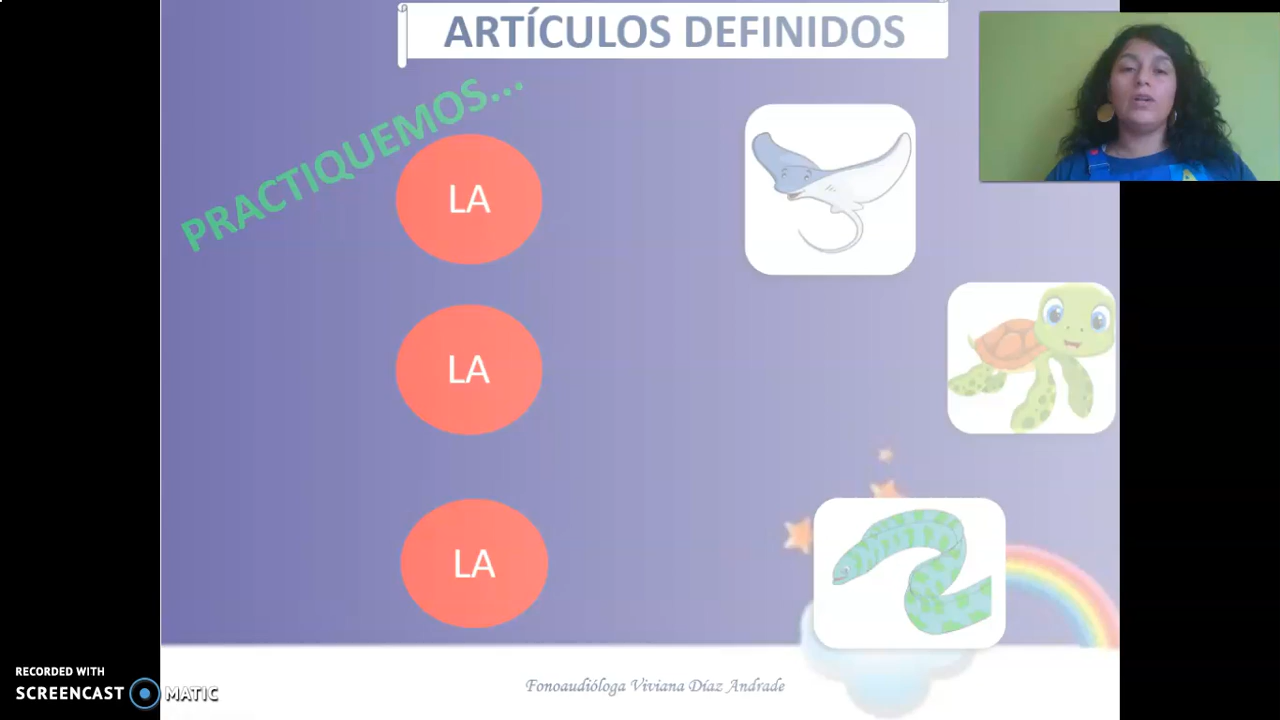 ARTÍCULOS DEFINIDOS
PRACTIQUEMOS...
LA
LA
LA
Fonoaudióloga Viviana Díaz Andrade
RECORDED WITH
SCREENCAST MATIC